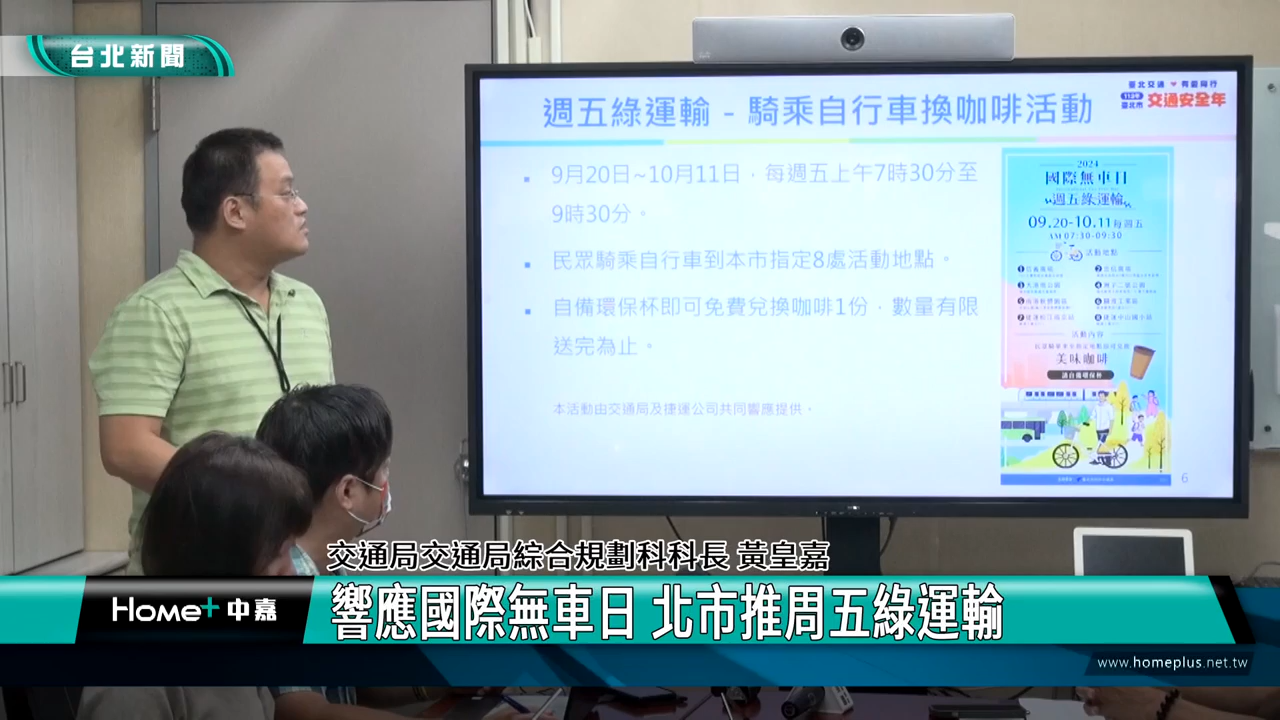 台北新聞
臺北交通 ❤ 有愛同行
113年
臺北市
交通安全年
週五綠運輸 - 騎乘自行車換咖啡活動
▪ 9月20日~10月11日，每週五上午7時30分至
9時30分。
▪ 民眾騎乘自行車到本市指定8處活動地點。
▪ 自備環保杯即可免費兌換咖啡1份，數量有限
送完為止。
本活動由交通局及捷運公司共同響應提供。
2024
國際無車日
週五綠運輸
09.20-10.11每週五
AM 07:30-09:30
活動地點
活動內容
美味咖啡
請自備環保杯
6
交通局交通局綜合規劃科科長 黃皇嘉
Home+ 中嘉
響應國際無車日 北市推周五綠運輸
www.homeplus.net.tw